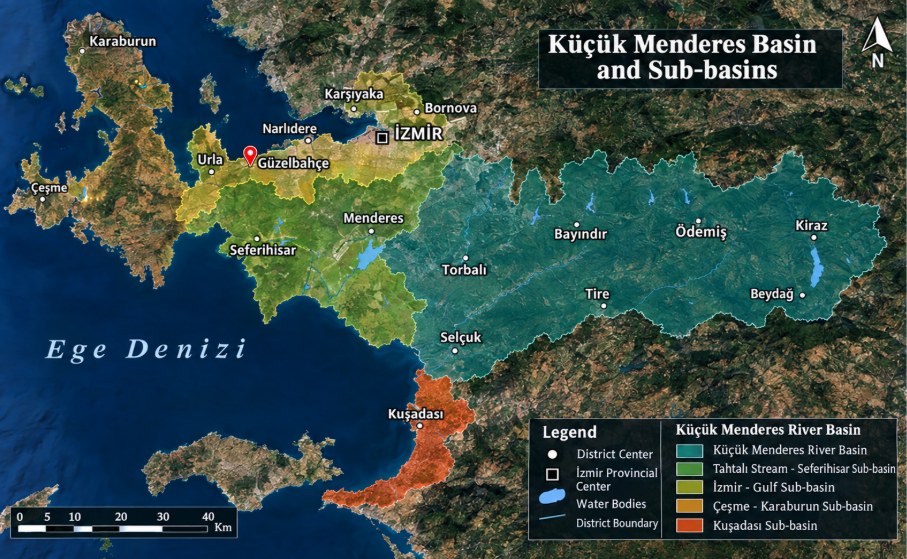 Küçük Menderes Basin
and Sub-basins
N
Karaburun
Karşıyaka
Bornova
Narlıdere
İZMİR
Urla
Güzelbahçe
Çeşme
Menderes
Seferihisar
Torbalı
Bayındır
Ödemiş
Kiraz
Tire
Beydağ
Selçuk
Ege Denizi
Kuşadası
Legend
District Center
İzmir Provincial
Center
Water Bodies
District Boundary
Küçük Menderes River Basin
Küçük Menderes River Basin
Tahtalı Stream - Seferihisar Sub-basin
İzmir - Gulf Sub-basin
Çeşme - Karaburun Sub-basin
Kuşadası Sub-basin
0 5 10 20 30 40
Km